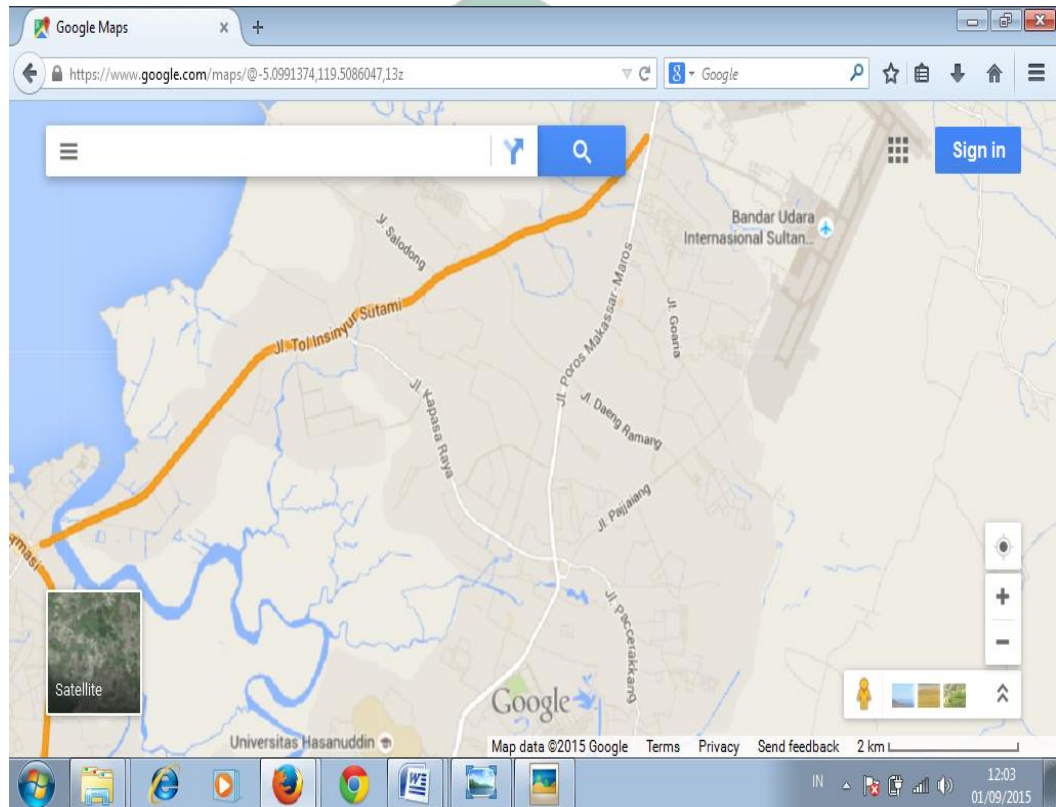 Google Maps
https://www.google.com/maps/@-5.0991374,119.5086047,13z
Google
Sign in
Bandar Udara
Internasional Sultan...
Jl. Salodong
Jl. Tol Insinyur Sutami
Jl. Poros Makassar-Maros
Jl. Goaria
Jl. Kapasa Raya
Jl. Daeng Ramang
Jl. Pajjaiang
Jl. Paccerakkang
Satellite
Google
Universitas Hasanuddin
Map data ©2015 Google Terms Privacy Send feedback 2 km
IN
12:03
01/09/2015